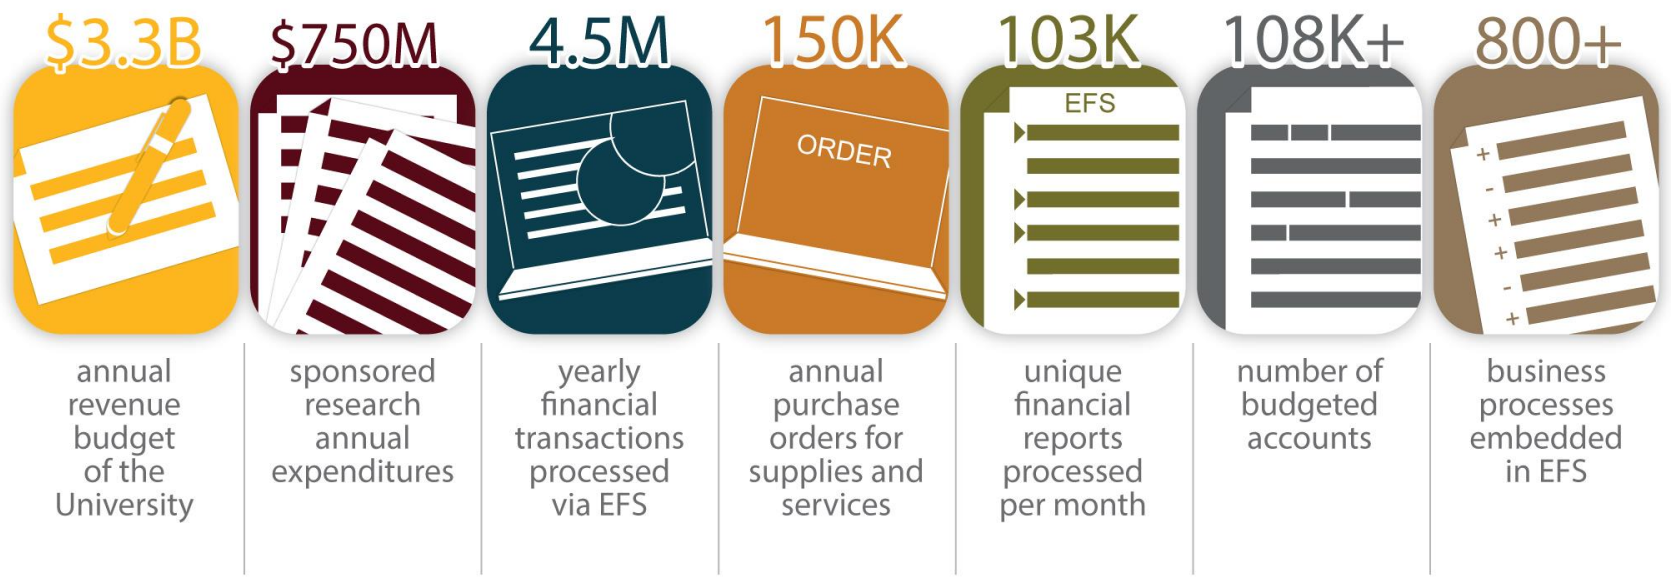 $3.3B
annual
revenue
budget
of the
University
$750M
sponsored
research
annual
expenditures
4.5M
yearly
financial
transactions
processed
via EFS
150K
ORDER
annual
purchase
orders for
supplies and
services
103K
EFS
unique
financial
reports
processed
per month
108K+
number of
budgeted
accounts
800+
+
-
+
+
-
+
business
processes
embedded
in EFS